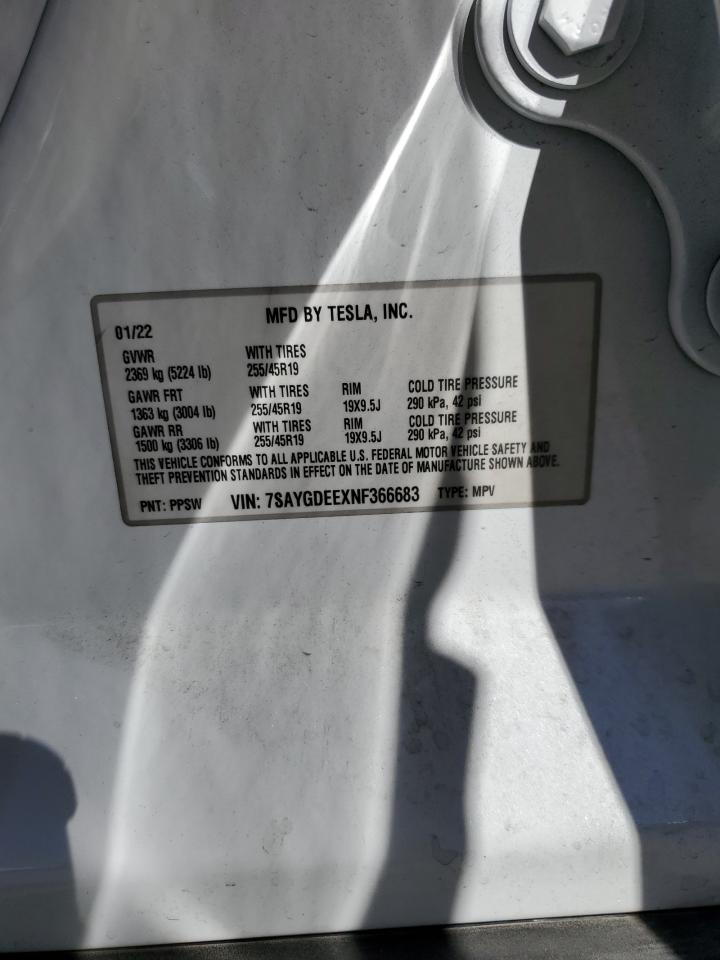 MFD BY TESLA, INC.
01/22
GVWR WITH TIRES
2369 kg (5224 lb) 255/45R19
GAWR FRT WITH TIRES RIM COLD TIRE PRESSURE
1363 kg (3004 lb) 255/45R19 19X9.5J 290 kPa, 42 psi
GAWR RR WITH TIRES RIM COLD TIRE PRESSURE
1500 kg (3306 lb) 255/45R19 19X9.5J 290 kPa, 42 psi
THIS VEHICLE CONFORMS TO ALL APPLICABLE U.S. FEDERAL MOTOR VEHICLE SAFETY AND
THEFT PREVENTION STANDARDS IN EFFECT ON THE DATE OF MANUFACTURE SHOWN ABOVE.
PNT: PPSW VIN: 7SAYGDEEXNF366683 TYPE: MPV